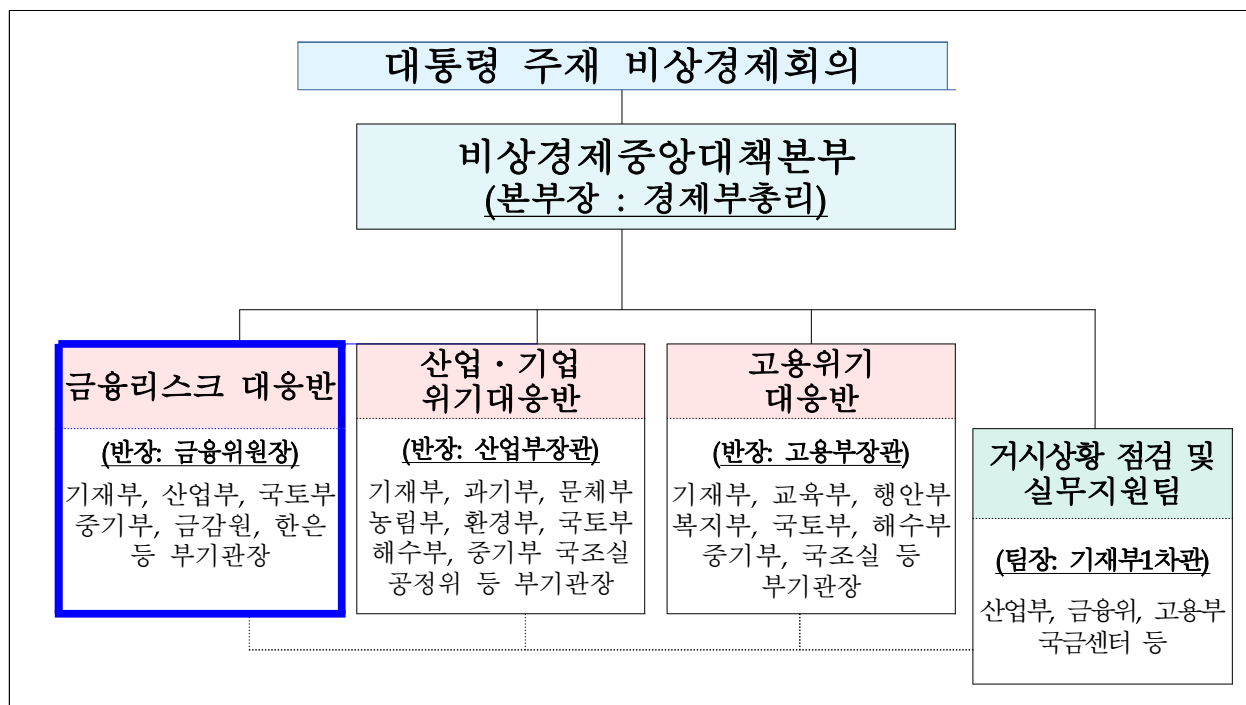 대통령 주재 비상경제회의
비상경제중앙대책본부
(본부장 : 경제부총리)
금융리스크 대응반
(반장: 금융위원장)
기재부, 산업부, 국토부
중기부, 금감원, 한은
등 부기관장
산업·기업
위기대응반
(반장: 산업부장관)
기재부, 과기부, 문체부
농림부, 환경부, 국토부
해수부, 중기부 국조실
공정위 등 부기관장
고용위기
대응반
(반장: 고용부장관)
기재부, 교육부, 행안부
복지부, 국토부, 해수부
중기부, 국조실 등
부기관장
거시상황 점검 및
실무지원팀
(팀장: 기재부1차관)
산업부, 금융위, 고용부
국금센터 등